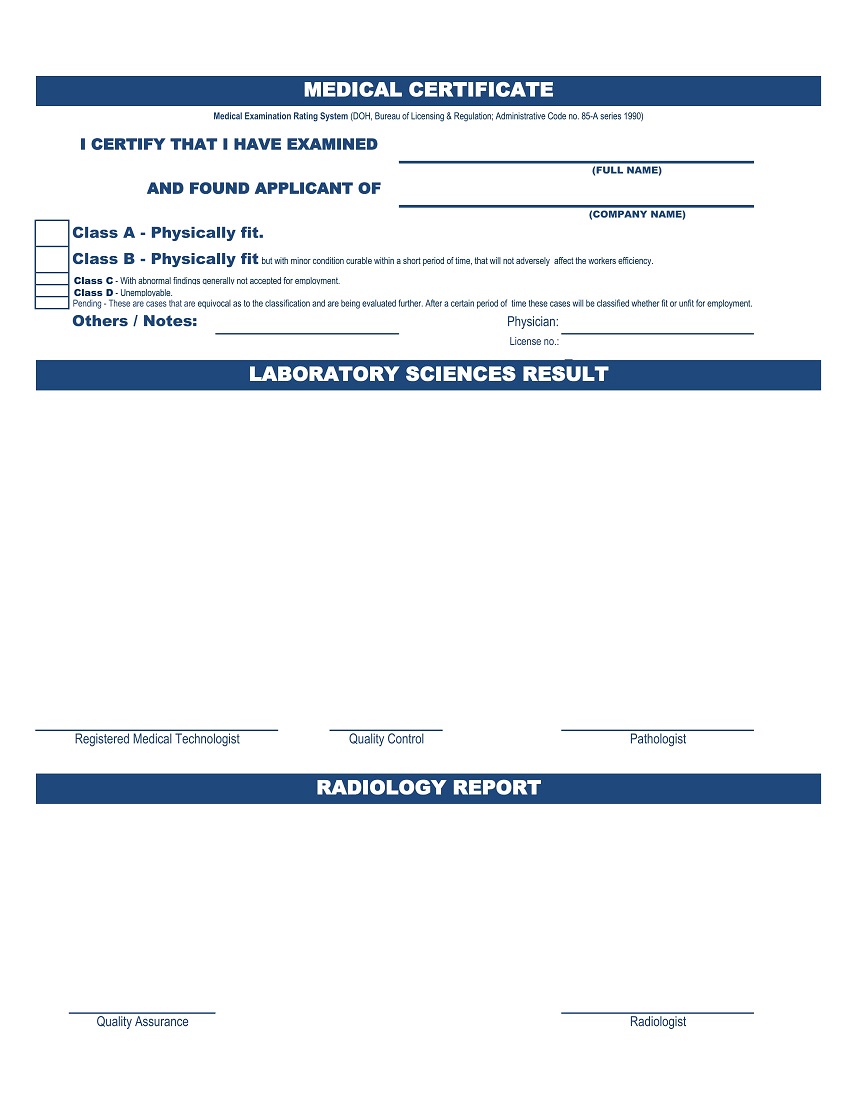 MEDICAL CERTIFICATE
Medical Examination Rating System (DOH, Bureau of Licensing & Regulation; Administrative Code no. 85-A series 1990)
I CERTIFY THAT I HAVE EXAMINED
(FULL NAME)
AND FOUND APPLICANT OF
(COMPANY NAME)
Class A - Physically fit.
Class B - Physically fit but with minor condition curable within a short period of time, that will not adversely affect the workers efficiency.
Class C - With abnormal findings generally not accepted for employment.
Class D - Unemployable.
Pending - These are cases that are equivocal as to the classification and are being evaluated further. After a certain period of time these cases will be classified whether fit or unfit for employment.
Others / Notes: Physician:
License no.:
LABORATORY SCIENCES RESULT
Registered Medical Technologist Quality Control Pathologist
RADIOLOGY REPORT
Quality Assurance Radiologist